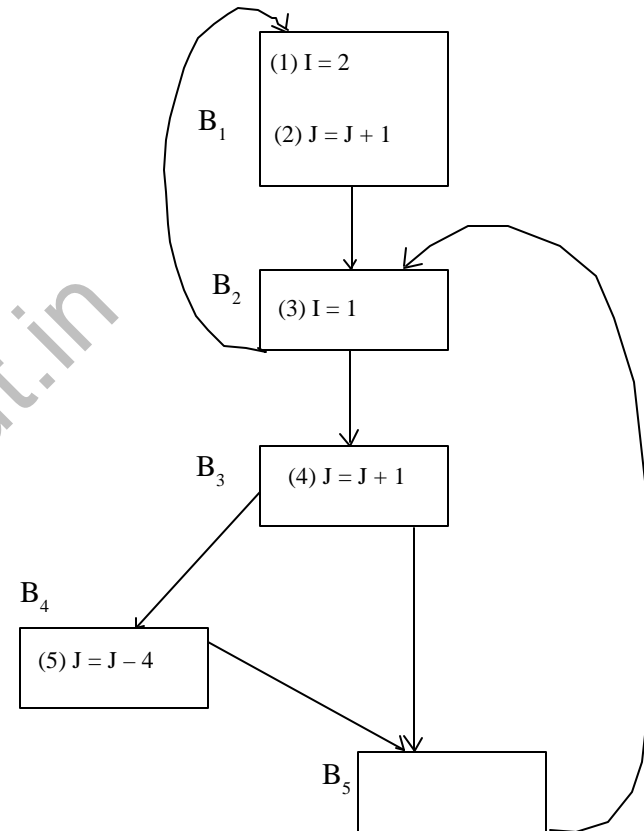 (1) I = 2
B1
(2) J = J + 1
B2
(3) I = 1
B3
(4) J = J + 1
B4
(5) J = J – 4
B5